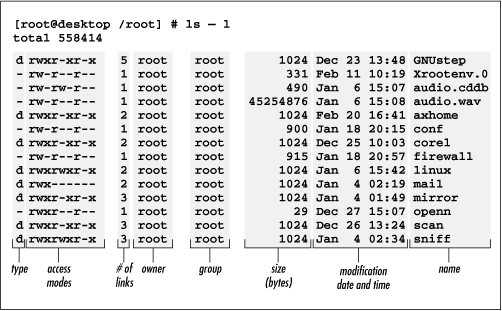 [root@desktop /root] # ls – l
total 558414
d rwxr-xr-x 5 root root 1024 Dec 23 13:48 GNUstep
- rw-r--r-- 1 root root 331 Feb 11 10:19 Xrootenv.0
- rw-rw-r-- 1 root root 490 Jan 6 15:07 audio.cddb
- rw-r--r-- 1 root root 45254876 Jan 6 15:08 audio.wav
d rwxr-xr-x 2 root root 1024 Feb 20 16:41 axhome
- rw-r--r-- 1 root root 900 Jan 18 20:15 conf
d rwxr-xr-x 2 root root 1024 Dec 25 10:03 corel
- rw-r--r-- 1 root root 915 Jan 18 20:57 firewall
d rwxrwxr-x 2 root root 1024 Jan 6 15:42 linux
d rwx------ 2 root root 1024 Jan 4 02:19 mail
d rwxr-xr-x 3 root root 1024 Jan 4 01:49 mirror
- rwxr--r-- 1 root root 29 Dec 27 15:07 openn
d rwxr-xr-x 3 root root 1024 Dec 26 13:24 scan
d rwxrwxr-x 3 root root 1024 Jan 4 02:34 sniff
type access modes # of links owner group size (bytes) modification date and time name